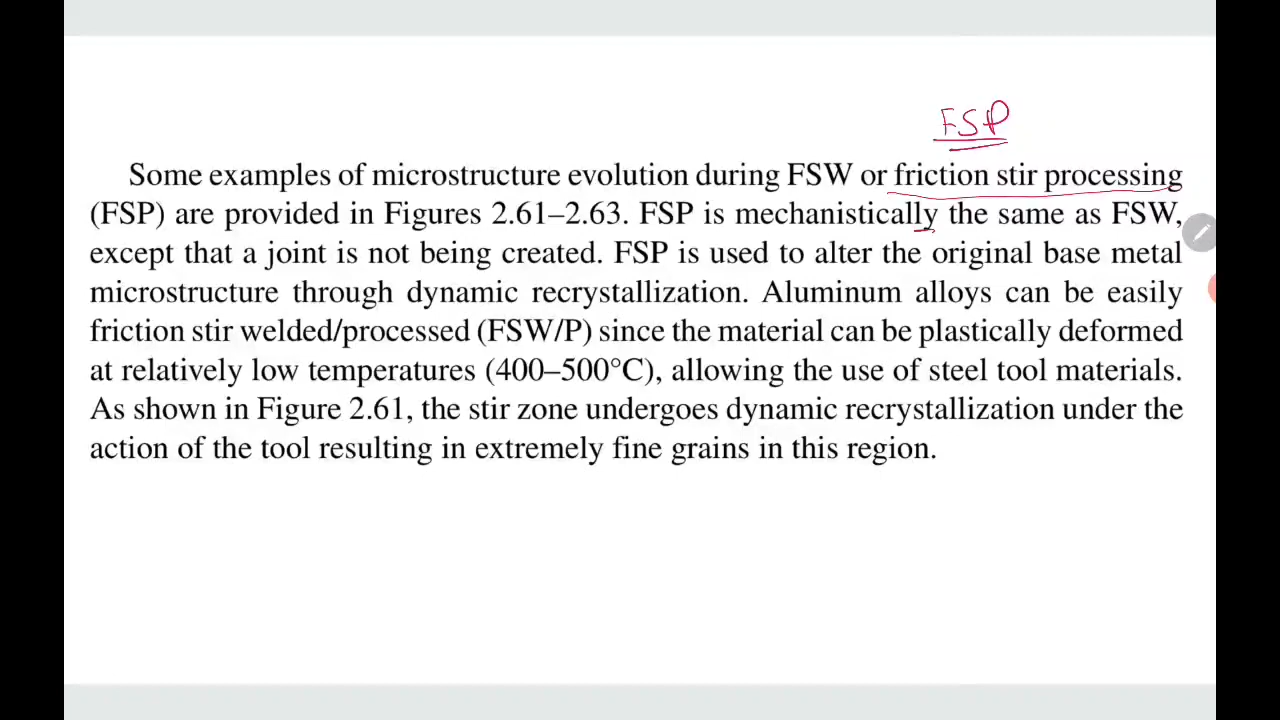 FSP
Some examples of microstructure evolution during FSW or friction stir processing
(FSP) are provided in Figures 2.61–2.63. FSP is mechanistically the same as FSW,
except that a joint is not being created. FSP is used to alter the original base metal
microstructure through dynamic recrystallization. Aluminum alloys can be easily
friction stir welded/processed (FSW/P) since the material can be plastically deformed
at relatively low temperatures (400–500°C), allowing the use of steel tool materials.
As shown in Figure 2.61, the stir zone undergoes dynamic recrystallization under the
action of the tool resulting in extremely fine grains in this region.